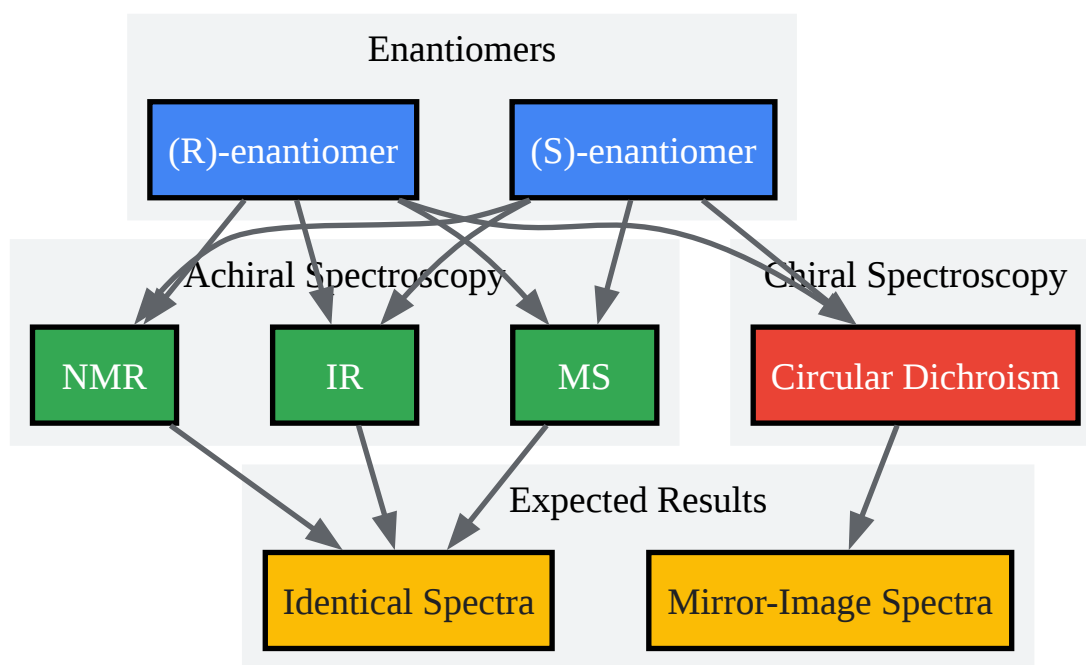 Enantiomers
(R)-enantiomer
(S)-enantiomer
Achiral Spectroscopy
Chiral Spectroscopy
NMR
IR
MS
Circular Dichroism
Expected Results
Identical Spectra
Mirror-Image Spectra